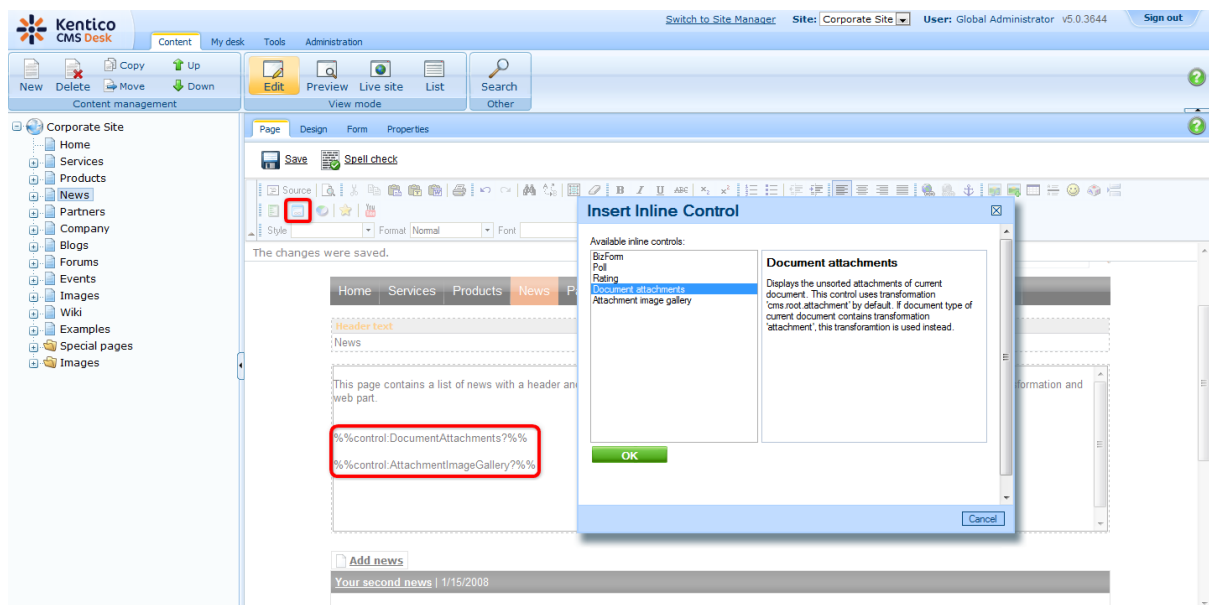 Kentico
CMS Desk
Switch to Site Manager Site: Corporate Site User: Global Administrator v5.0.3644 Sign out
Content My desk Tools Administration
New Delete Copy Move Up Down
Content management
Edit Preview Live site List
View mode
Search
Other
Corporate Site
Home
Services
Products
News
Partners
Company
Blogs
Forums
Events
Images
Wiki
Examples
Special pages
Images
Page Design Form Properties
Save Spell check
Source
Style Format Normal Font
The changes were saved.
Home Services Products News
Header text
News
This page contains a list of news with a header and
formation and
web part.
%%control:DocumentAttachments?%%
%%control:AttachmentImageGallery?%%
Add news
Your second news | 1/15/2008
Insert Inline Control
Available inline controls:
BizForm
Poll
Rating
Document attachments
Attachment image gallery
Document attachments
Displays the unsorted attachments of current
document. This control uses transformation
'cms.root.attachment' by default. If document type of
current document contains transformation
'attachment', this transforamtion is used instead.
OK
Cancel